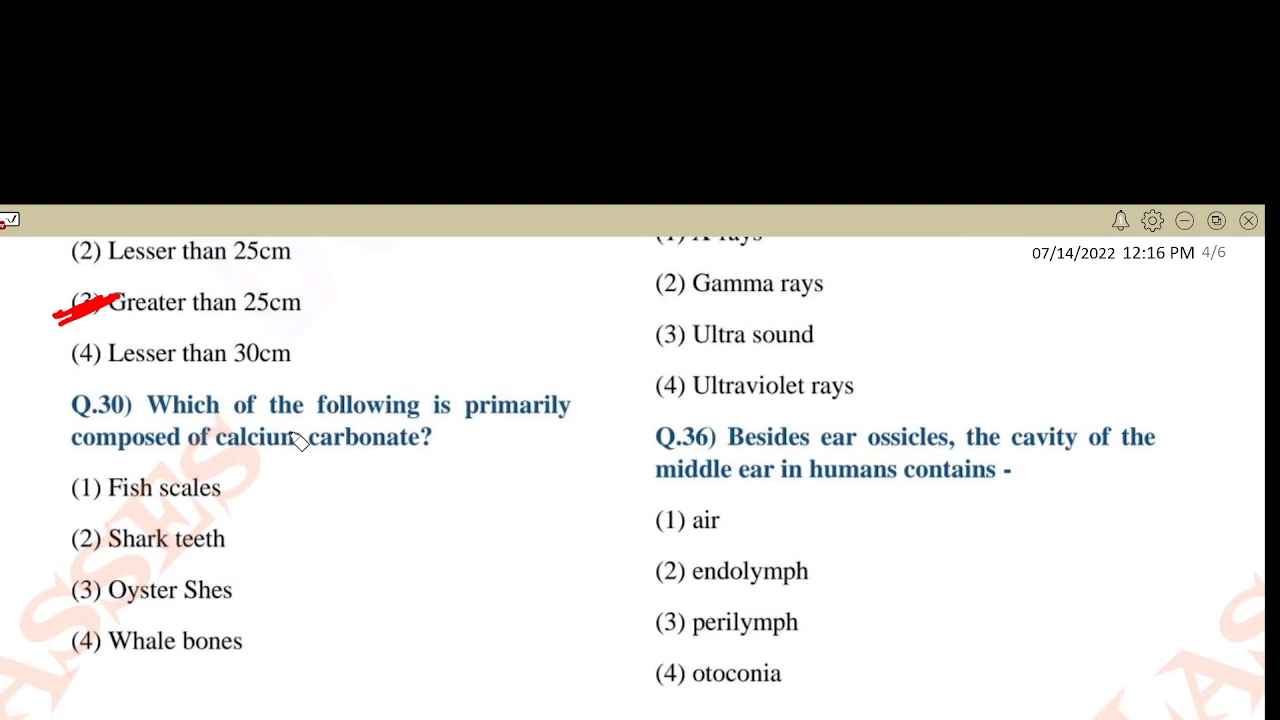 07/14/2022 12:16 PM 4/6
(2) Lesser than 25cm
(3) Greater than 25cm
(4) Lesser than 30cm
Q.30) Which of the following is primarily
composed of calcium carbonate?
(1) Fish scales
(2) Shark teeth
(3) Oyster Shes
(4) Whale bones
(1) X-rays
(2) Gamma rays
(3) Ultra sound
(4) Ultraviolet rays
Q.36) Besides ear ossicles, the cavity of the
middle ear in humans contains -
(1) air
(2) endolymph
(3) perilymph
(4) otoconia